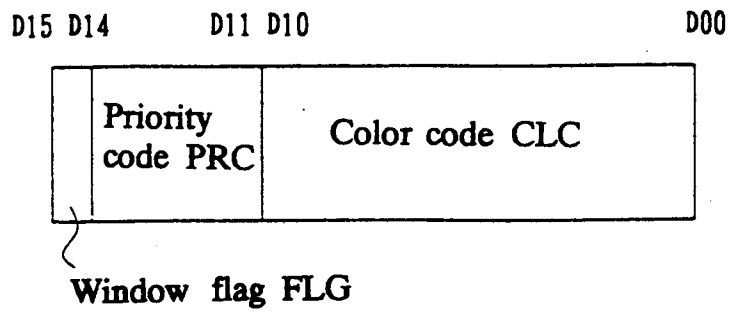 D15 D14 D11 D10 D00
Priority
code PRC
Color code CLC
Window flag FLG